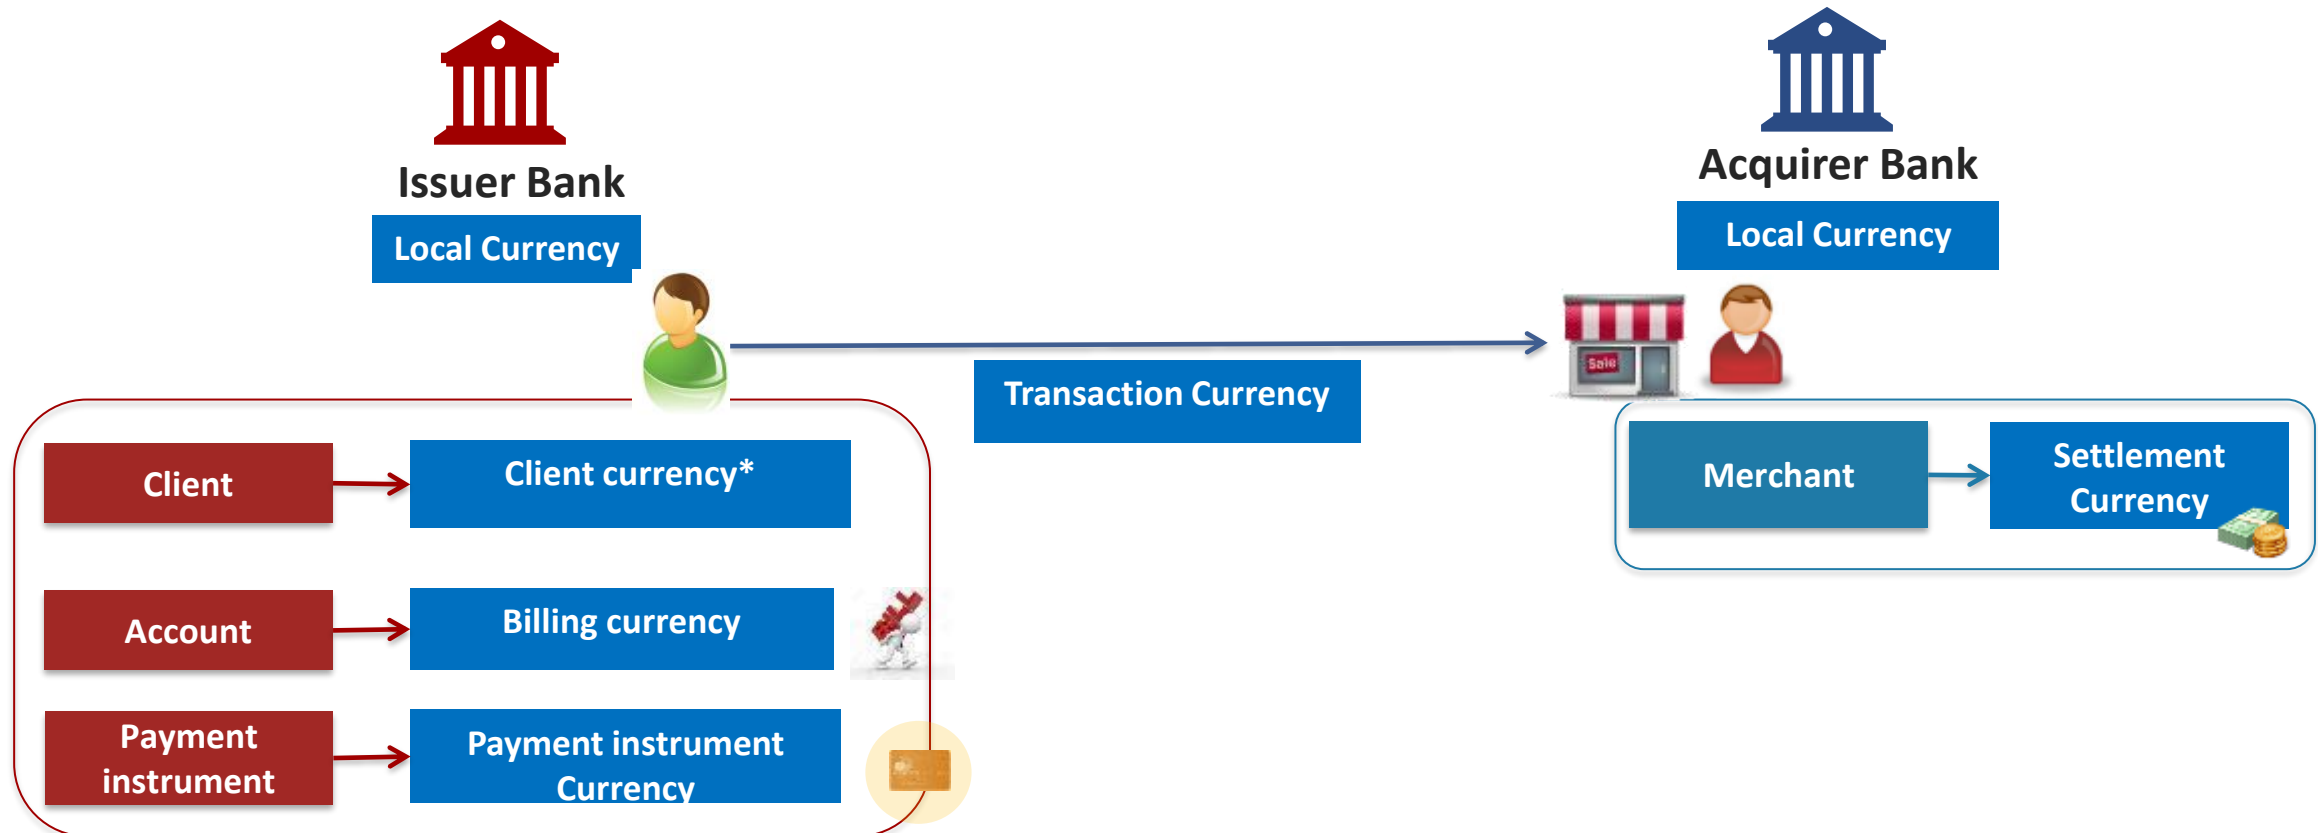 Issuer Bank
Local Currency
Acquirer Bank
Local Currency
Sale
Transaction Currency
Client
Client currency*
Account
Billing currency
Payment
instrument
Payment instrument
Currency
Merchant
Settlement
Currency